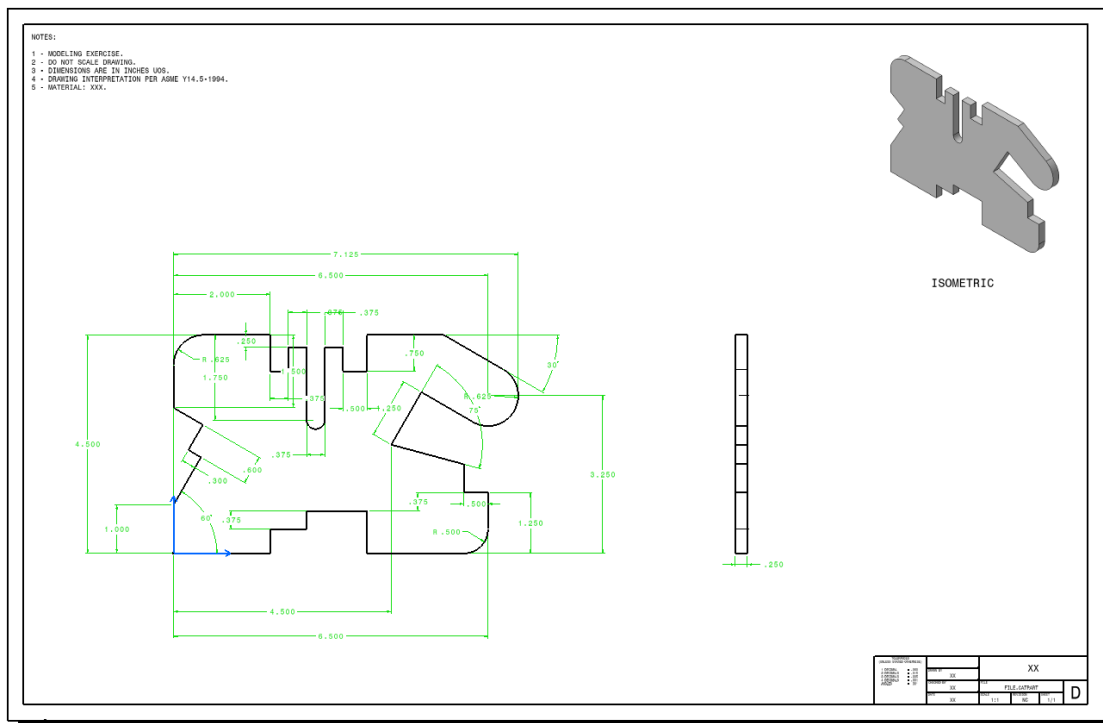 NOTES:
1 - MODELING EXERCISE.
2 - DO NOT SCALE DRAWING.
3 - DIMENSIONS ARE IN INCHES UOS.
4 - DRAWING INTERPRETATION PER ASME Y14.5-1994.
5 - MATERIAL: XXX.
ISOMETRIC
7.125
6.500
2.000
.375 .375
.250
R .625
1.500
1.750
.750
30°
.375
.500
1.250
R .625
70°
4.500
.375
.600
.300
3.250
1.000
60°
.375
.375
.500
R .500
1.250
.250
4.500
6.500
XX
XX
XX
XX
FILE.CATPART
1/1
NC
1/1
D